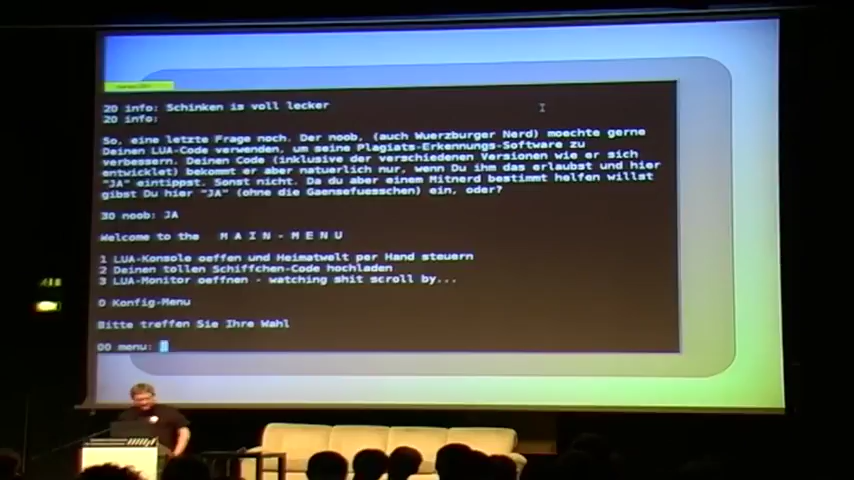 20 info: Schinken is voll lecker
20 info:
So, eine letzte Frage noch. Der noob, (auch Wuerzburger Nerd) moechte gerne
Deinen LUA-Code verwenden, um seine Plagiats-Erkennungs-Software zu
verbessern. Deinen Code (inklusive der verschiedenen Versionen wie er sich
entwicklet) bekommt er aber natuerlich nur, wenn Du ihm das erlaubst und hier
"JA" eintippst. Sonst nicht. Da du aber einem Mitnerd bestimmt helfen willst
gibst Du hier "JA" (ohne die Gaensefuesschen) ein, oder?
30 noob: JA
Welcome to the M A I N - M E N U
1 LUA-Konsole oeffen und Heimatwelt per Hand steuern
2 Deinen tollen Schiffchen-Code hochladen
3 LUA-Monitor oeffnen - watching shit scroll by...
0 Konfig-Menu
Bitte treffen Sie Ihre Wahl
00 menu: